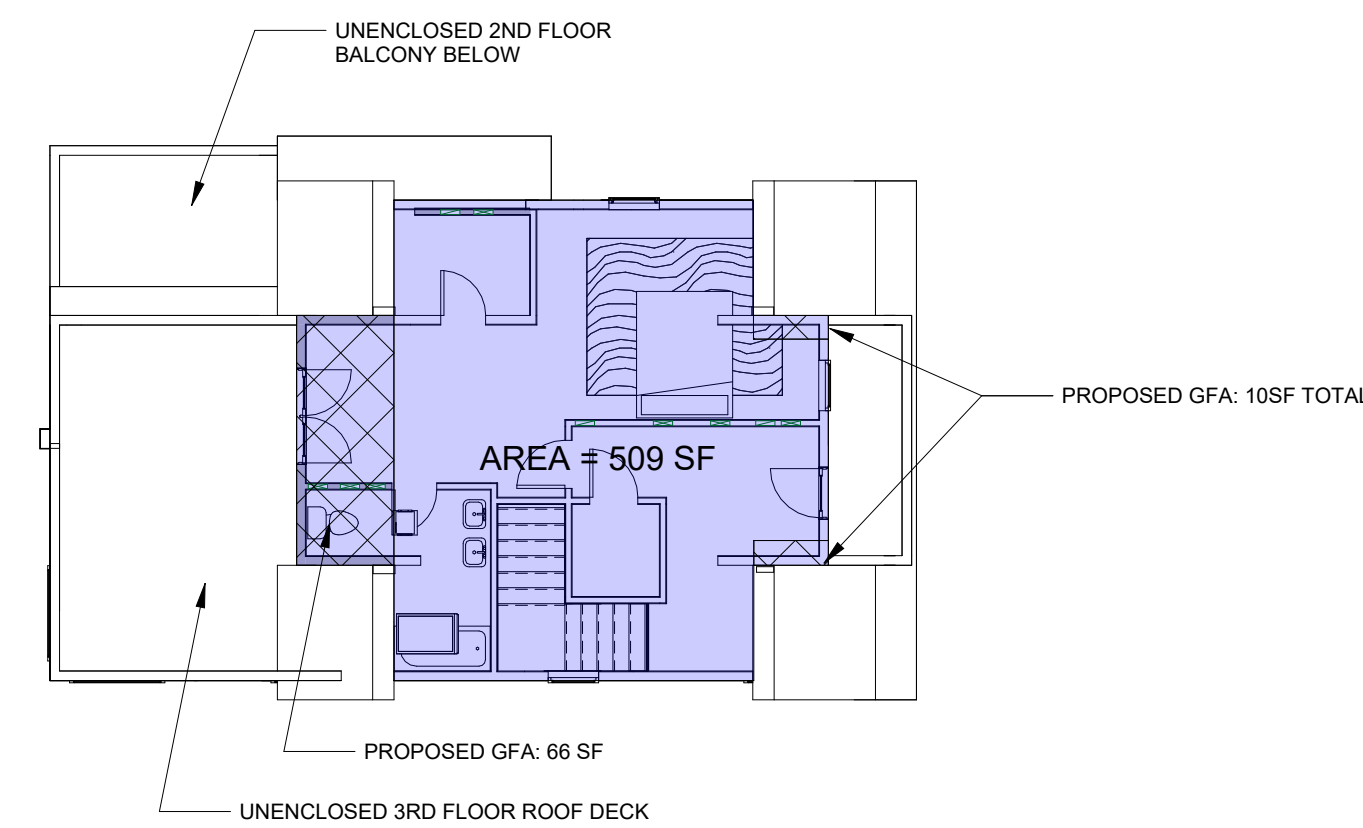 UNENCLOSED 2ND FLOOR
BALCONY BELOW
PROPOSED GFA: 10SF TOTAL
AREA = 509 SF
PROPOSED GFA: 66 SF
UNENCLOSED 3RD FLOOR ROOF DECK